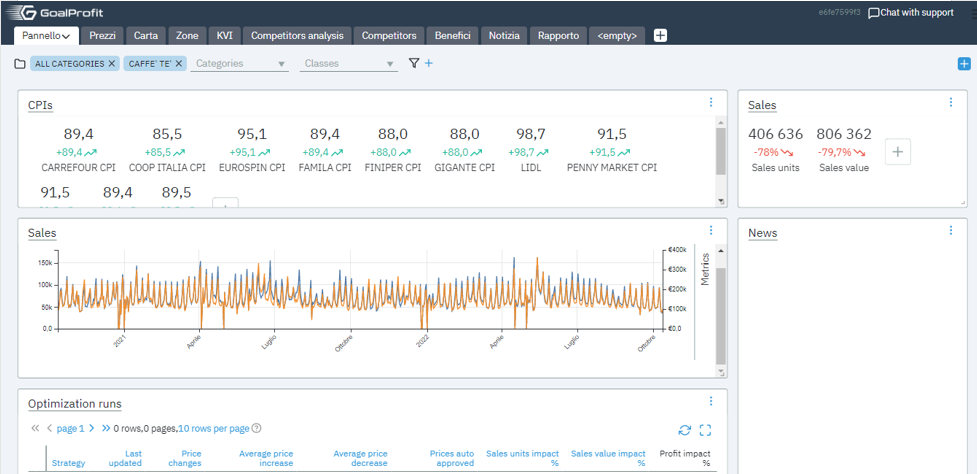 GoalProfit
e6fe7599f3 Chat with support
Pannello Prezzi Carta Zone KVI Competitors analysis Competitors Benefici Notizia Rapporto <empty> +
ALL CATEGORIES × CAFFE' TE' × Categories Classes +
CPIs
89,4 85,5 95,1 89,4 88,0 88,0 98,7 91,5
+89,4 +85,5 +95,1 +89,4 +88,0 +88,0 +98,7 +91,5
CARREFOUR CPI COOP ITALIA CPI EUROSPIN CPI FAMILA CPI FINIPER CPI GIGANTE CPI LIDL PENNY MARKET CPI
91,5 89,4 89,5
Sales
406 636 806 362
-78% -79,7%
Sales units Sales value
Sales
150k
100k
50k
0,0
€400k
€300k
€200k
€100k
€0,0
2021 Aprile Luglio Ottobre 2022 Aprile Luglio Ottobre
Metrics
News
Optimization runs
« < page 1 > » 0 rows,0 pages,10 rows per page ?
Strategy Last updated Price changes Average price increase Average price decrease Prices auto approved Sales units impact % Sales value impact % Profit impact %